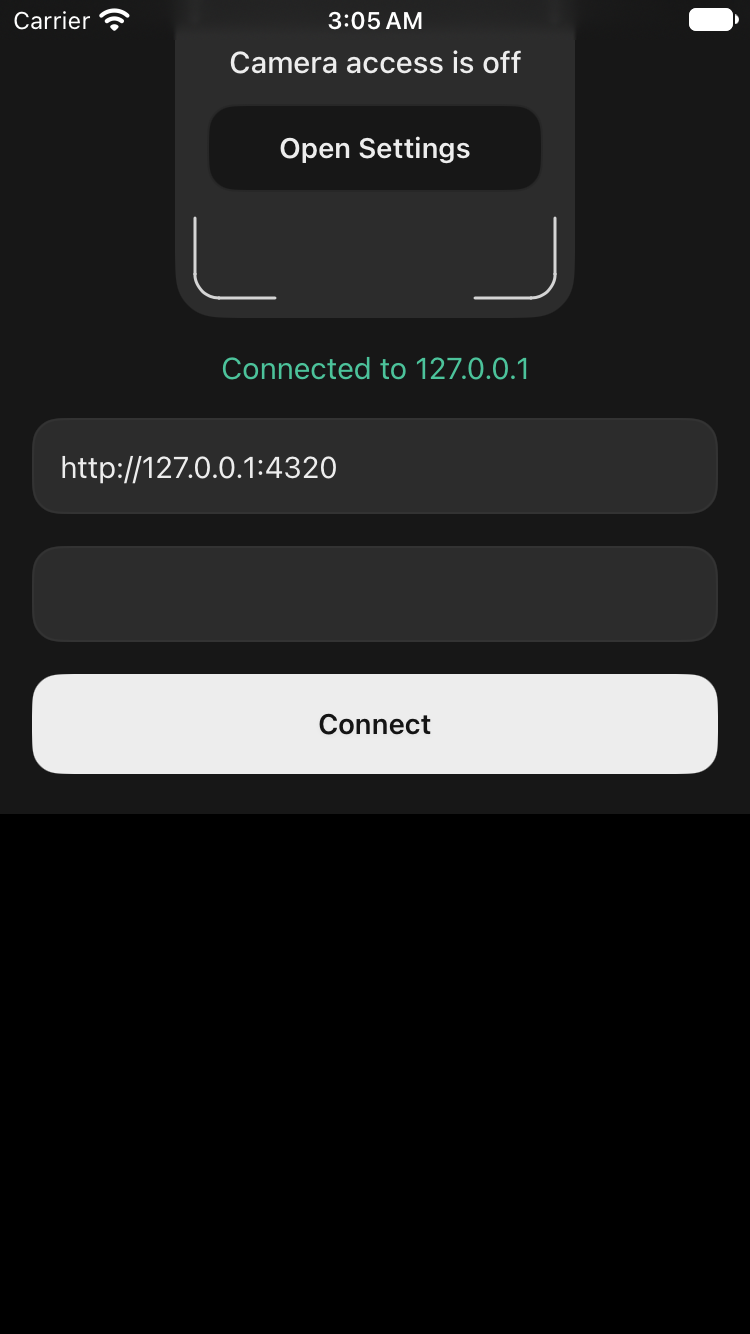 Carrier 3:05 AM
Camera access is off
Open Settings
Connected to 127.0.0.1
http://127.0.0.1:4320
Connect